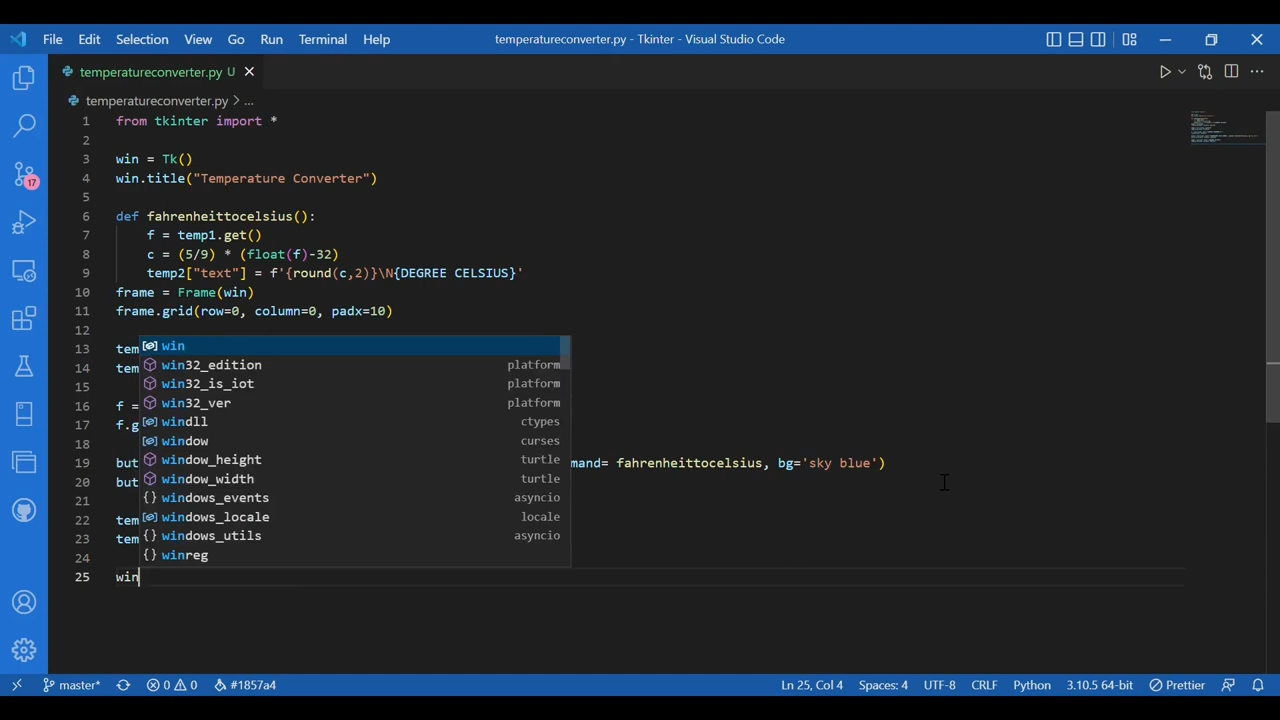 File Edit Selection View Go Run Terminal Help temperatureconverter.py - Tkinter - Visual Studio Code
temperatureconverter.py U
temperatureconverter.py > ...
1 from tkinter import *
2
3 win = Tk()
4 win.title("Temperature Converter")
5
6 def fahrenheittocelsius():
7 f = temp1.get()
8 c = (5/9) * (float(f)-32)
9 temp2["text"] = f'{round(c,2)}\N{DEGREE CELSIUS}'
10 frame = Frame(win)
11 frame.grid(row=0, column=0, padx=10)
12
13 tem win
14 tem win32_edition platform
15 win32_is_iot platform
16 f = win32_ver platform
17 f.g windll ctypes
18 window curses
19 but window_height turtle mand= fahrenheittocelsius, bg='sky blue')
20 but window_width turtle
21 windows_events asyncio
22 tem windows_locale locale
23 tem windows_utils asyncio
24 winreg
25 win
17
master* 0 0 #1857a4 Ln 25, Col 4 Spaces: 4 UTF-8 CRLF Python 3.10.5 64-bit Prettier